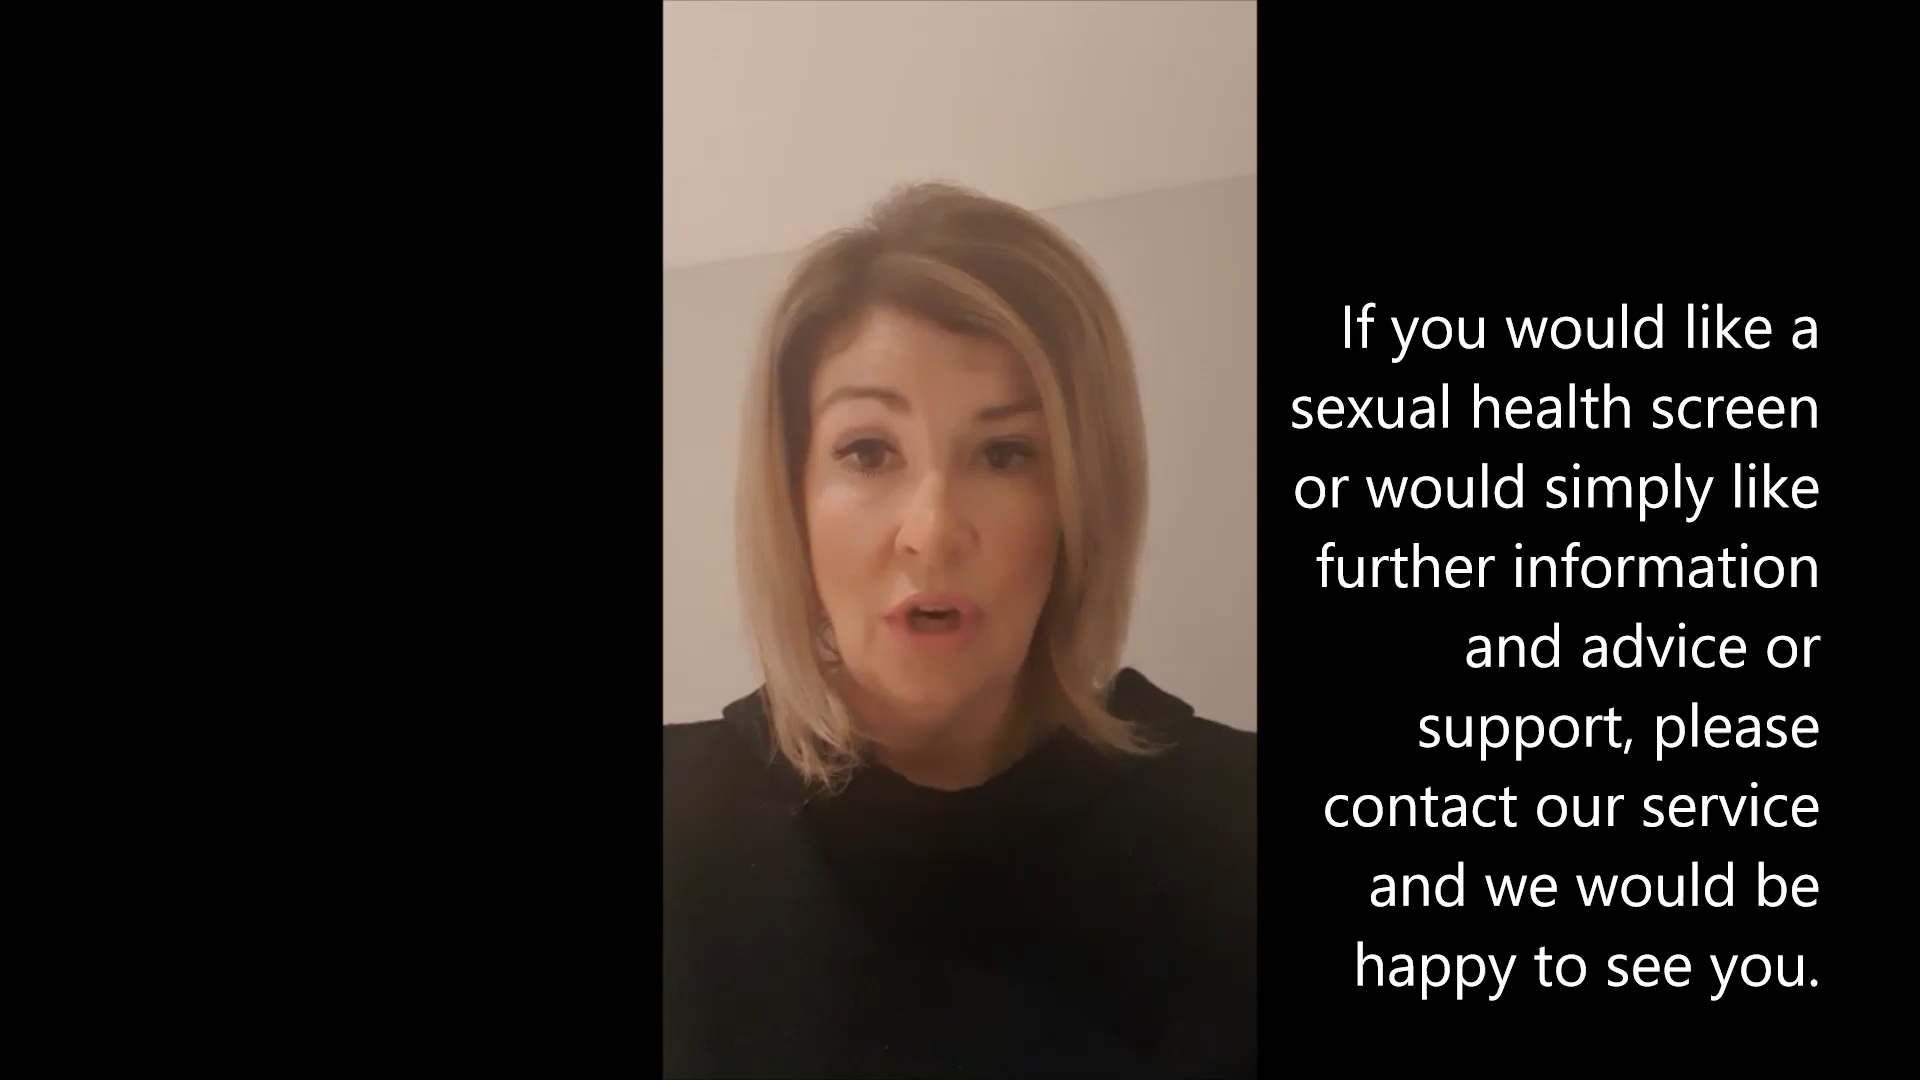 If you would like a
sexual health screen
or would simply like
further information
and advice or
support, please
contact our service
and we would be
happy to see you.